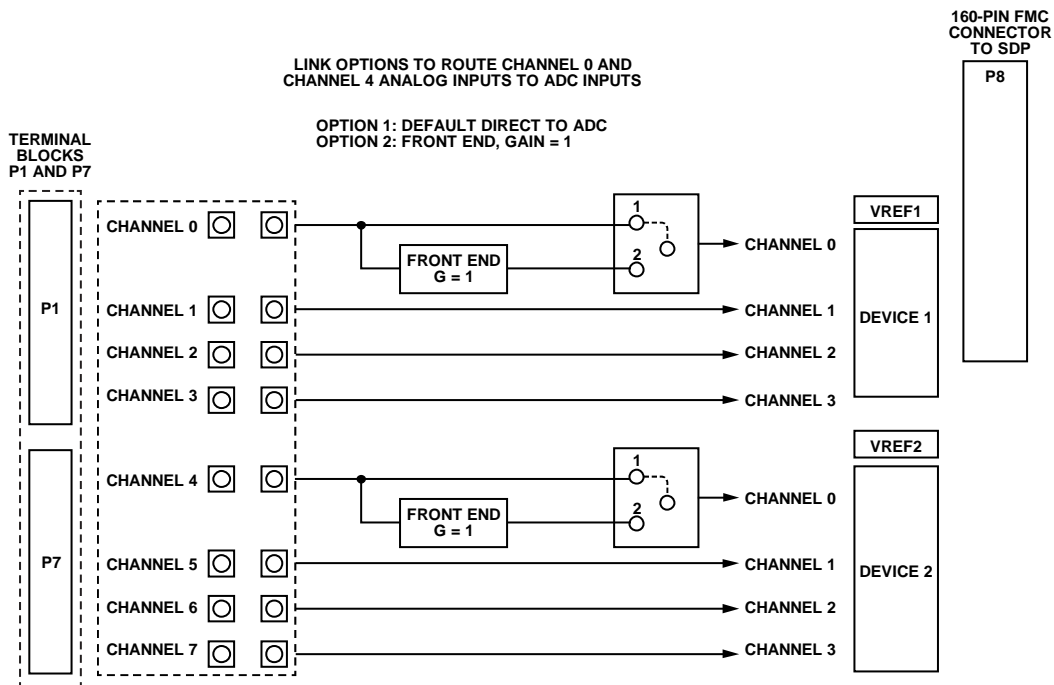 160-PIN FMC
CONNECTOR
TO SDP
P8
LINK OPTIONS TO ROUTE CHANNEL 0 AND
CHANNEL 4 ANALOG INPUTS TO ADC INPUTS
OPTION 1: DEFAULT DIRECT TO ADC
OPTION 2: FRONT END, GAIN = 1
TERMINAL
BLOCKS
P1 AND P7
P1
CHANNEL 0
FRONT END
G = 1
1
2
CHANNEL 0
VREF1
CHANNEL 1
CHANNEL 1
DEVICE 1
CHANNEL 2
CHANNEL 2
CHANNEL 3
CHANNEL 3
P7
CHANNEL 4
FRONT END
G = 1
1
2
CHANNEL 0
VREF2
CHANNEL 5
CHANNEL 1
DEVICE 2
CHANNEL 6
CHANNEL 2
CHANNEL 7
CHANNEL 3